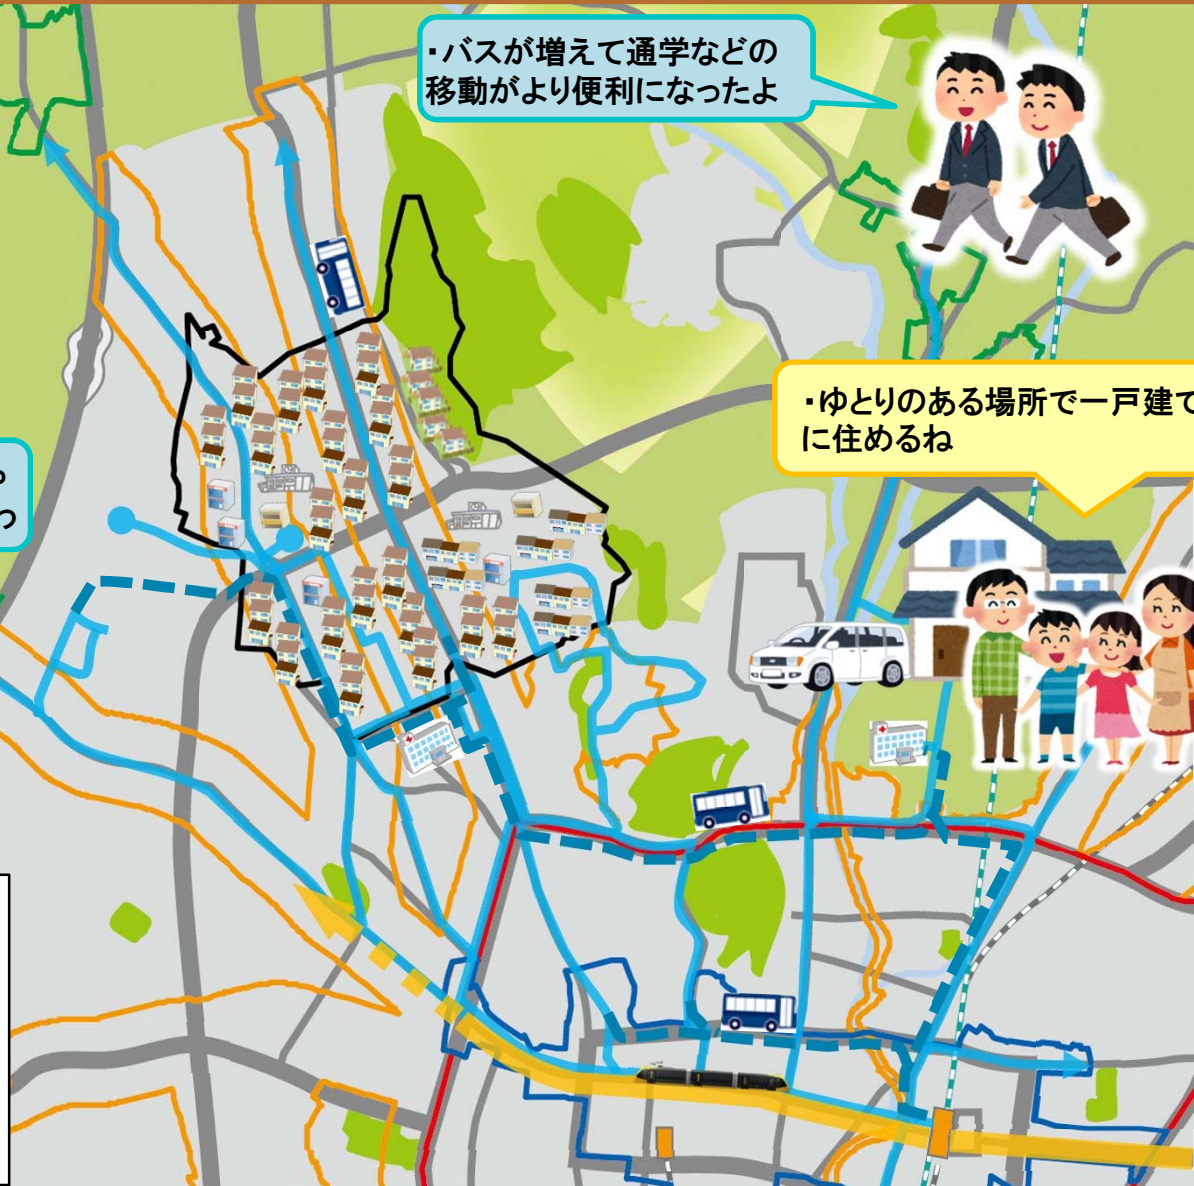 ・バスが増えて通学などの
移動がより便利になったよ
・ゆとりのある場所で一戸建て
に住めるね
っ